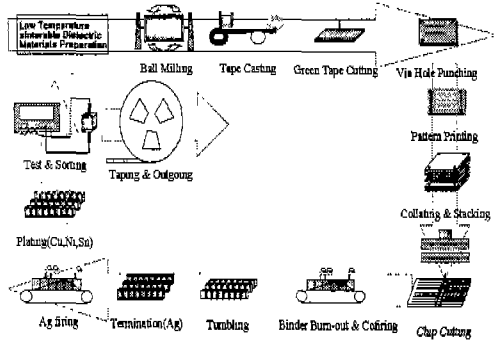 Low Temperature
sinterable Dielectric
Materials Preparation
Ball Milling
Tape Casting
Green Tape Cutting
Via Hole Punching
Pattern Printing
Collating & Stacking
Chip Cutting
Binder Burn-out & Cofiring
Tumbling
Termination(Ag)
Ag firing
Plating(Cu,Ni,Sn)
Test & Sorting
Taping & Outgoing